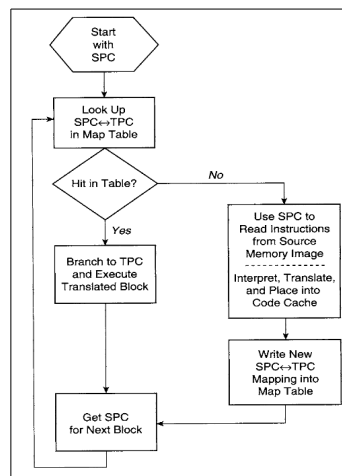 Start
with
SPC
Look Up
SPC↔TPC
in Map Table
Hit in Table?
No
Yes
Branch to TPC
and Execute
Translated Block
Use SPC to
Read Instructions
from Source
Memory Image
Interpret, Translate,
and Place into
Code Cache
Write New
SPC↔TPC
Mapping into
Map Table
Get SPC
for Next Block